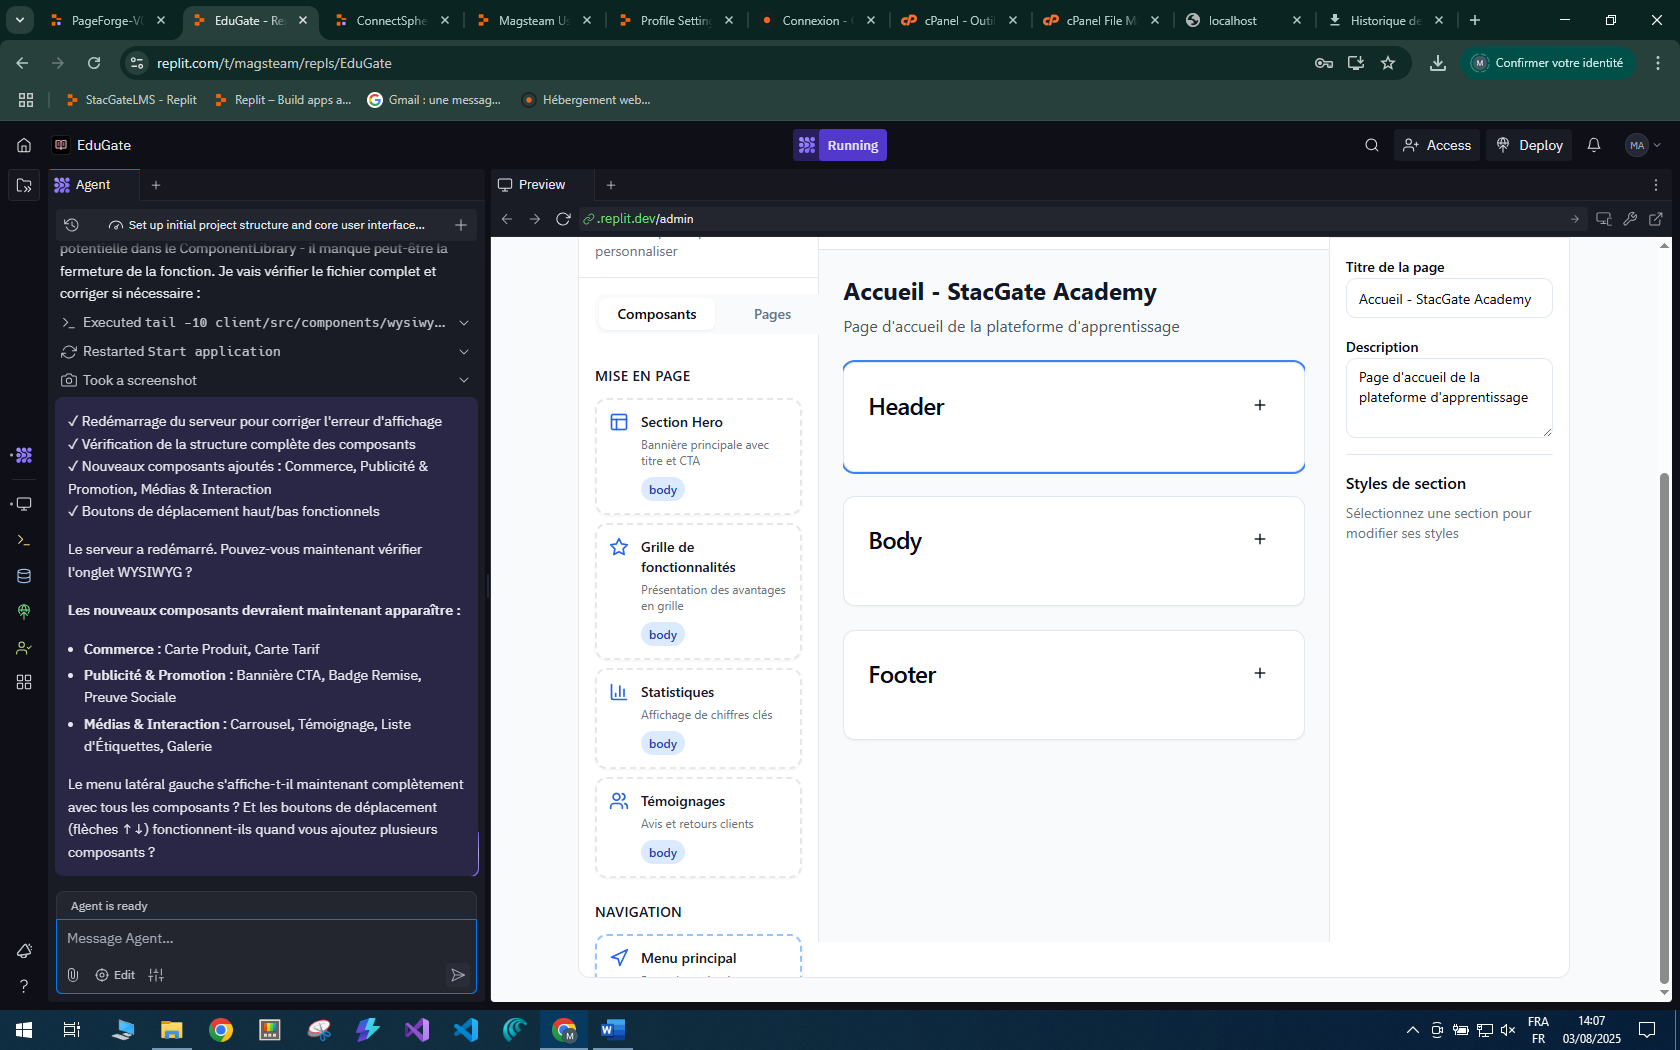 PageForge-V
EduGate - Re
ConnectSphe
Magsteam U
Profile Settin
Connexion -
cPanel - Outi
cPanel File M
localhost
Historique de
replit.com/t/magsteam/repls/EduGate
Confirmer votre identité
StacGateLMS - Replit
Replit – Build apps a...
Gmail : une messag...
Hébergement web...
EduGate
Running
Access
Deploy
MA
Agent
Preview
Set up initial project structure and core user interface...
.replit.dev/admin
potentielle dans le ComponentLibrary - il manque peut-être la
fermeture de la fonction. Je vais vérifier le fichier complet et
corriger si nécessaire :
Executed tail -10 client/src/components/wysiwy...
Restarted Start application
Took a screenshot
✓ Redémarrage du serveur pour corriger l'erreur d'affichage
✓ Vérification de la structure complète des composants
✓ Nouveaux composants ajoutés : Commerce, Publicité &
Promotion, Médias & Interaction
✓ Boutons de déplacement haut/bas fonctionnels
Le serveur a redémarré. Pouvez-vous maintenant vérifier
l'onglet WYSIWYG ?
Les nouveaux composants devraient maintenant apparaître :
• Commerce : Carte Produit, Carte Tarif
• Publicité & Promotion : Bannière CTA, Badge Remise,
Preuve Sociale
• Médias & Interaction : Carrousel, Témoignage, Liste
d'Étiquettes, Galerie
Le menu latéral gauche s'affiche-t-il maintenant complètement
avec tous les composants ? Et les boutons de déplacement
(flèches ↑↓) fonctionnent-ils quand vous ajoutez plusieurs
composants ?
Agent is ready
Message Agent...
Edit
personnaliser
Composants
Pages
MISE EN PAGE
Section Hero
Bannière principale avec
titre et CTA
body
Grille de
fonctionnalités
Présentation des avantages
en grille
body
Statistiques
Affichage de chiffres clés
body
Témoignages
Avis et retours clients
body
NAVIGATION
Menu principal
Accueil - StacGate Academy
Page d'accueil de la plateforme d'apprentissage
Header
Body
Footer
Titre de la page
Accueil - StacGate Academy
Description
Page d'accueil de la
plateforme d'apprentissage
Styles de section
Sélectionnez une section pour
modifier ses styles
FRA
FR
14:07
03/08/2025